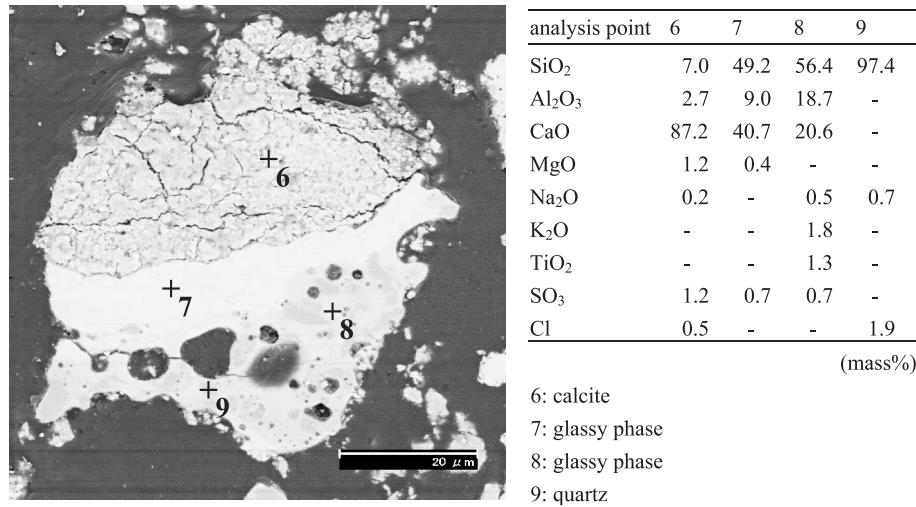 analysis point 6 7 8 9
SiO₂ 7.0 49.2 56.4 97.4
Al₂O₃ 2.7 9.0 18.7 -
CaO 87.2 40.7 20.6 -
MgO 1.2 0.4 - -
Na₂O 0.2 - 0.5 0.7
K₂O - - 1.8 -
TiO₂ - - 1.3 -
SO₃ 1.2 0.7 0.7 -
Cl 0.5 - - 1.9
(mass%)
6: calcite
7: glassy phase
8: glassy phase
9: quartz
+6
+7
+8
+9
20 μm